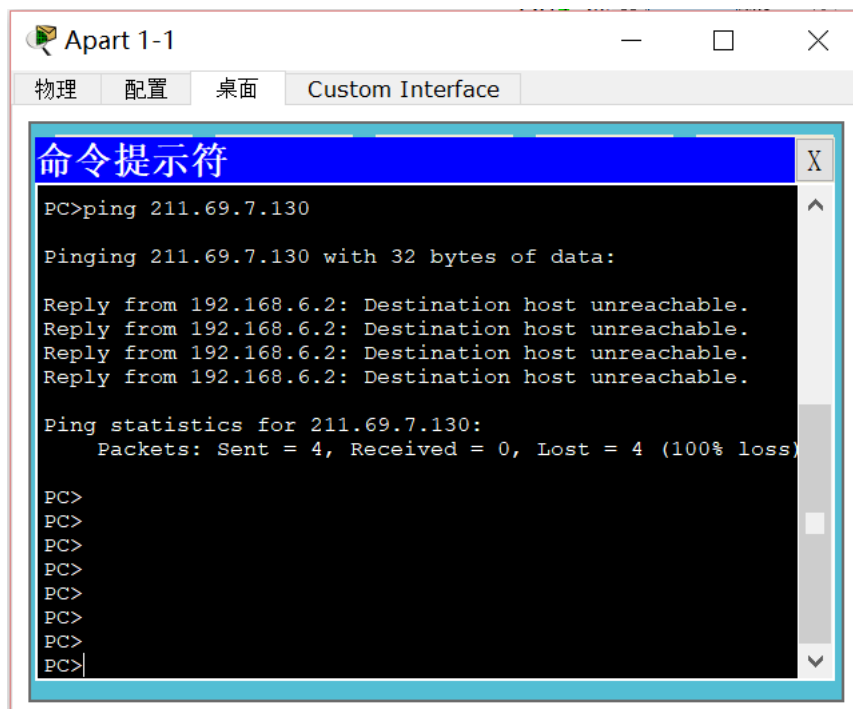 Apart 1-1
物理 配置 桌面 Custom Interface
命令提示符 X
PC>ping 211.69.7.130
Pinging 211.69.7.130 with 32 bytes of data:
Reply from 192.168.6.2: Destination host unreachable.
Reply from 192.168.6.2: Destination host unreachable.
Reply from 192.168.6.2: Destination host unreachable.
Reply from 192.168.6.2: Destination host unreachable.
Ping statistics for 211.69.7.130:
Packets: Sent = 4, Received = 0, Lost = 4 (100% loss)
PC>
PC>
PC>
PC>
PC>
PC>
PC>
PC>